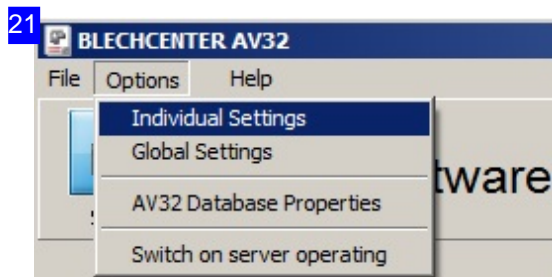 21
BLECHCENTER AV32
File Options Help
Individual Settings
Global Settings
tware
AV32 Database Properties
Switch on server operating